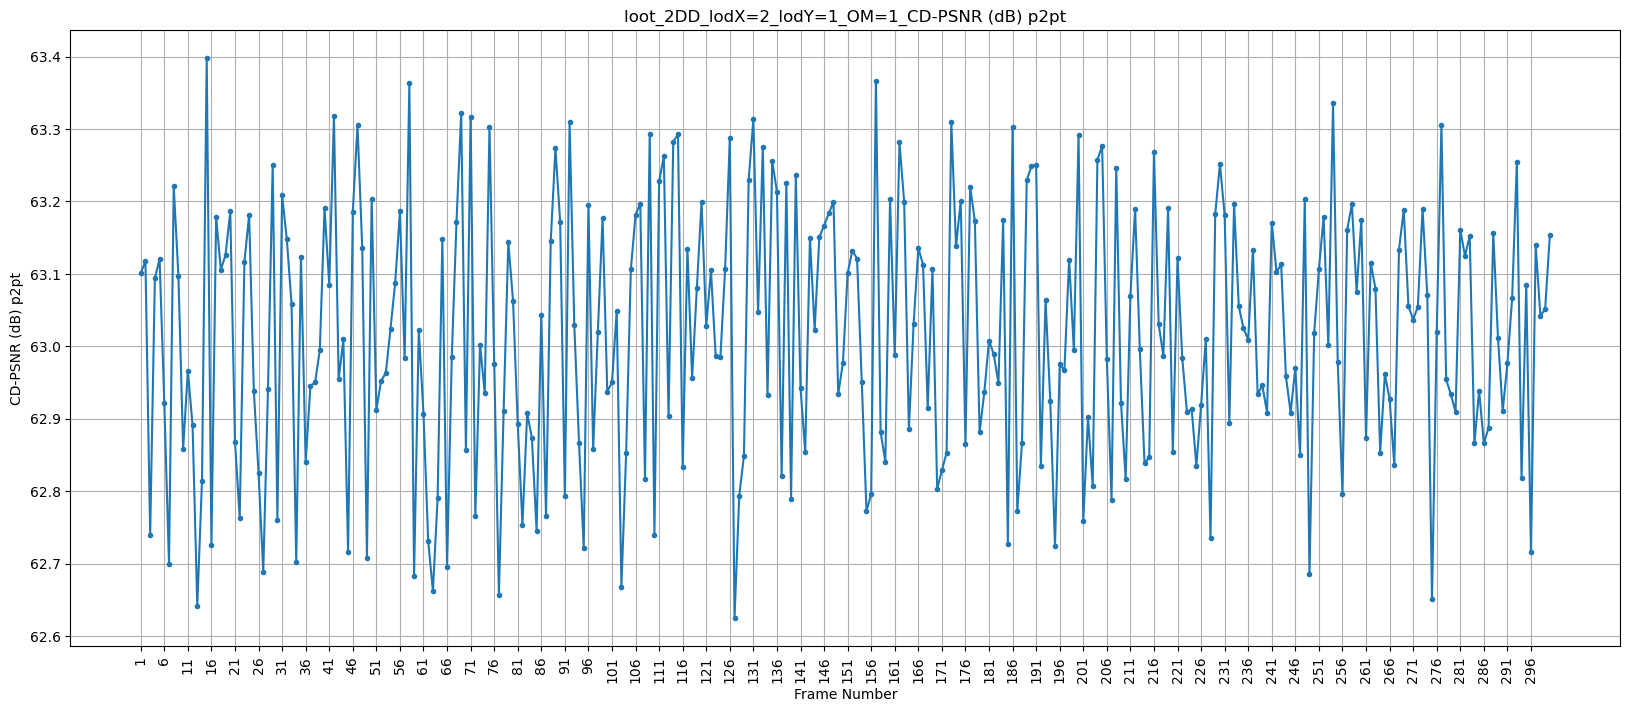 loot_2DD_lodX=2_lodY=1_OM=1_CD-PSNR (dB) p2pt
63.4
63.3
63.2
63.1
63.0
62.9
62.8
62.7
62.6
CD-PSNR (dB) p2pt
1 6 11 16 21 26 31 36 41 46 51 56 61 66 71 76 81 86 91 96 101 106 111 116 121 126 131 136 141 146 151 156 161 166 171 176 181 186 191 196 201 206 211 216 221 226 231 236 241 246 251 256 261 266 271 276 281 286 291 296
Frame Number